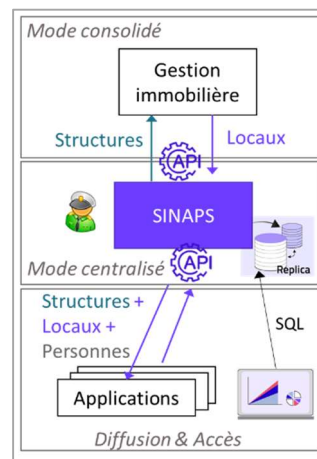 Mode consolidé
Gestion
immobilière
Structures
Locaux
API
SINAPS
Replica
Mode centralisé
API
Structures +
Locaux +
Personnes
SQL
Applications
Diffusion & Accès